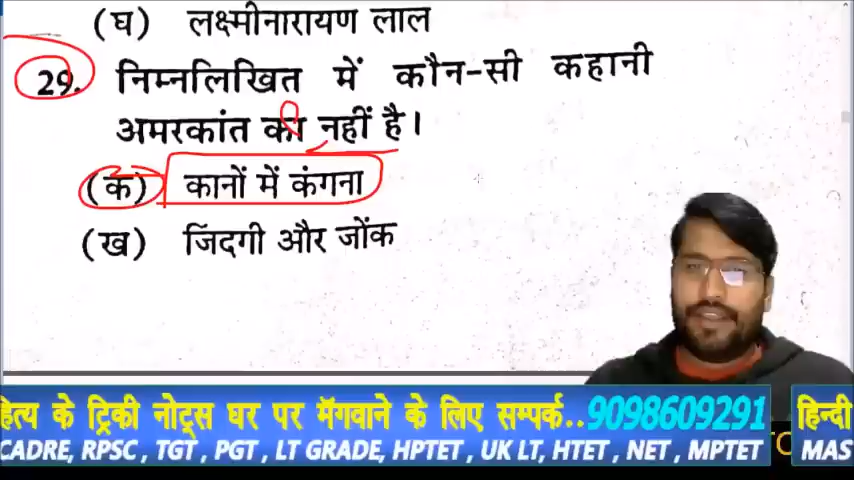 (घ) लक्ष्मीनारायण लाल
29. निम्नलिखित में कौन-सी कहानी
अमरकांत का नहीं है।
(क) कानों में कंगना
(ख) जिंदगी और जोंक
हित्य के ट्रिकी नोट्स घर पर मॅगवाने के लिए सम्पर्क..9098609291
हिन्दी
CADRE, RPSC, TGT, PGT, LT GRADE, HPTET, UK LT, HTET, NET, MPTET
MAS